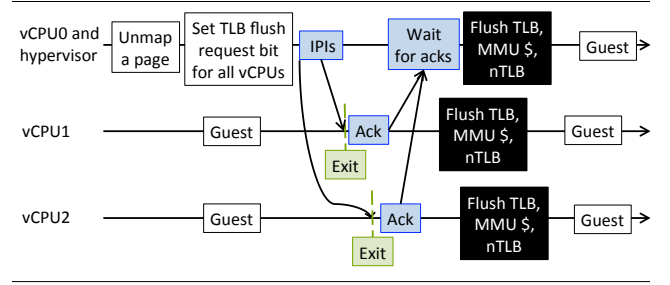 vCPU0 and
hypervisor
Unmap
a page
Set TLB flush
request bit
for all vCPUs
IPIs
Wait
for acks
Flush TLB,
MMU $,
nTLB
Guest
vCPU1
Guest
Ack
Exit
Flush TLB,
MMU $,
nTLB
Guest
vCPU2
Guest
Ack
Exit
Flush TLB,
MMU $,
nTLB
Guest